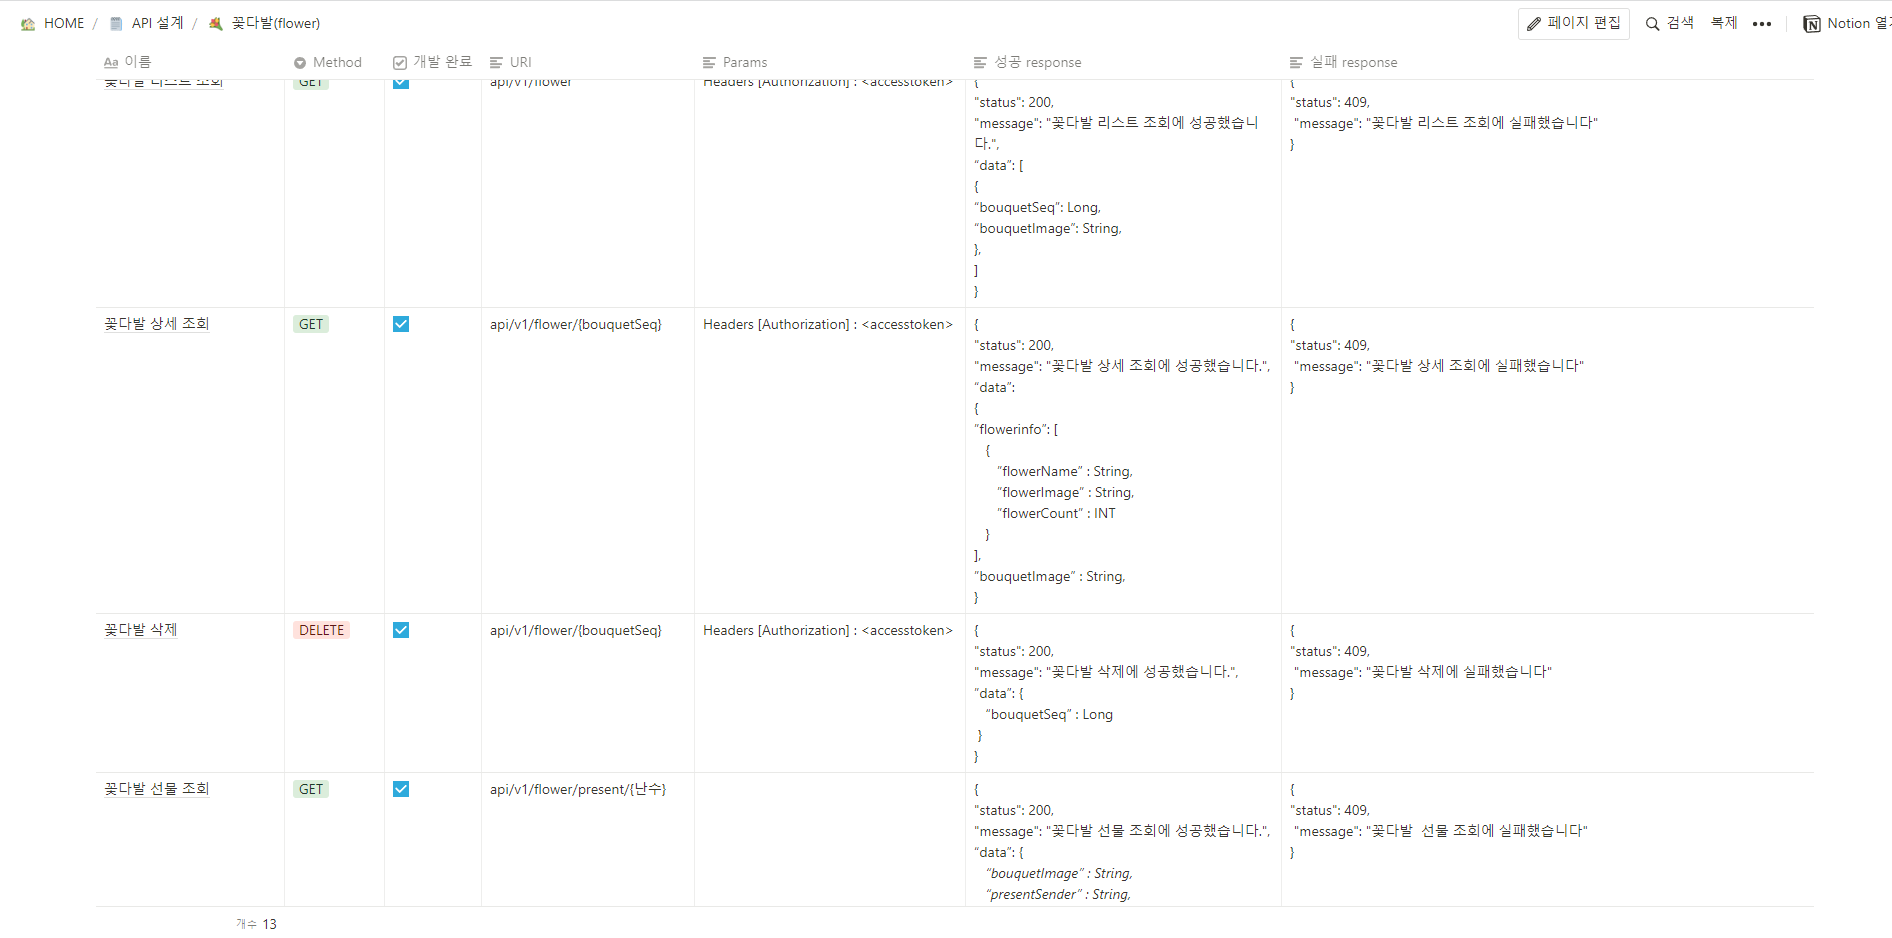 HOME / API 설계 / 꽃다발(flower)
페이지 편집 검색 복제 ••• Notion 열기
Aa 이름 Method 개발 완료 URI Params 성공 response 실패 response
꽃다발 리스트 조회 GET api/v1/flower Headers [Authorization] : <accesstoken>
{
"status": 200,
"message": "꽃다발 리스트 조회에 성공했습니
다.",
“data”: [
{
“bouquetSeq”: Long,
“bouquetImage”: String,
},
]
}
{
"status": 409,
"message": "꽃다발 리스트 조회에 실패했습니다"
}
꽃다발 상세 조회 GET api/v1/flower/{bouquetSeq} Headers [Authorization] : <accesstoken>
{
"status": 200,
"message": "꽃다발 상세 조회에 성공했습니다.",
“data”:
{
“flowerinfo”: [
{
“flowerName” : String,
“flowerImage” : String,
“flowerCount” : INT
}
],
“bouquetImage” : String,
}
{
"status": 409,
"message": "꽃다발 상세 조회에 실패했습니다"
}
꽃다발 삭제 DELETE api/v1/flower/{bouquetSeq} Headers [Authorization] : <accesstoken>
{
"status": 200,
"message": "꽃다발 삭제에 성공했습니다.",
“data”: {
“bouquetSeq” : Long
}
}
{
"status": 409,
"message": "꽃다발 삭제에 실패했습니다"
}
꽃다발 선물 조회 GET api/v1/flower/present/{난수}
{
"status": 200,
"message": "꽃다발 선물 조회에 성공했습니다.",
“data”: {
“bouquetImage” : String,
“presentSender” : String,
{
"status": 409,
"message": "꽃다발  선물 조회에 실패했습니다"
}
개수 13